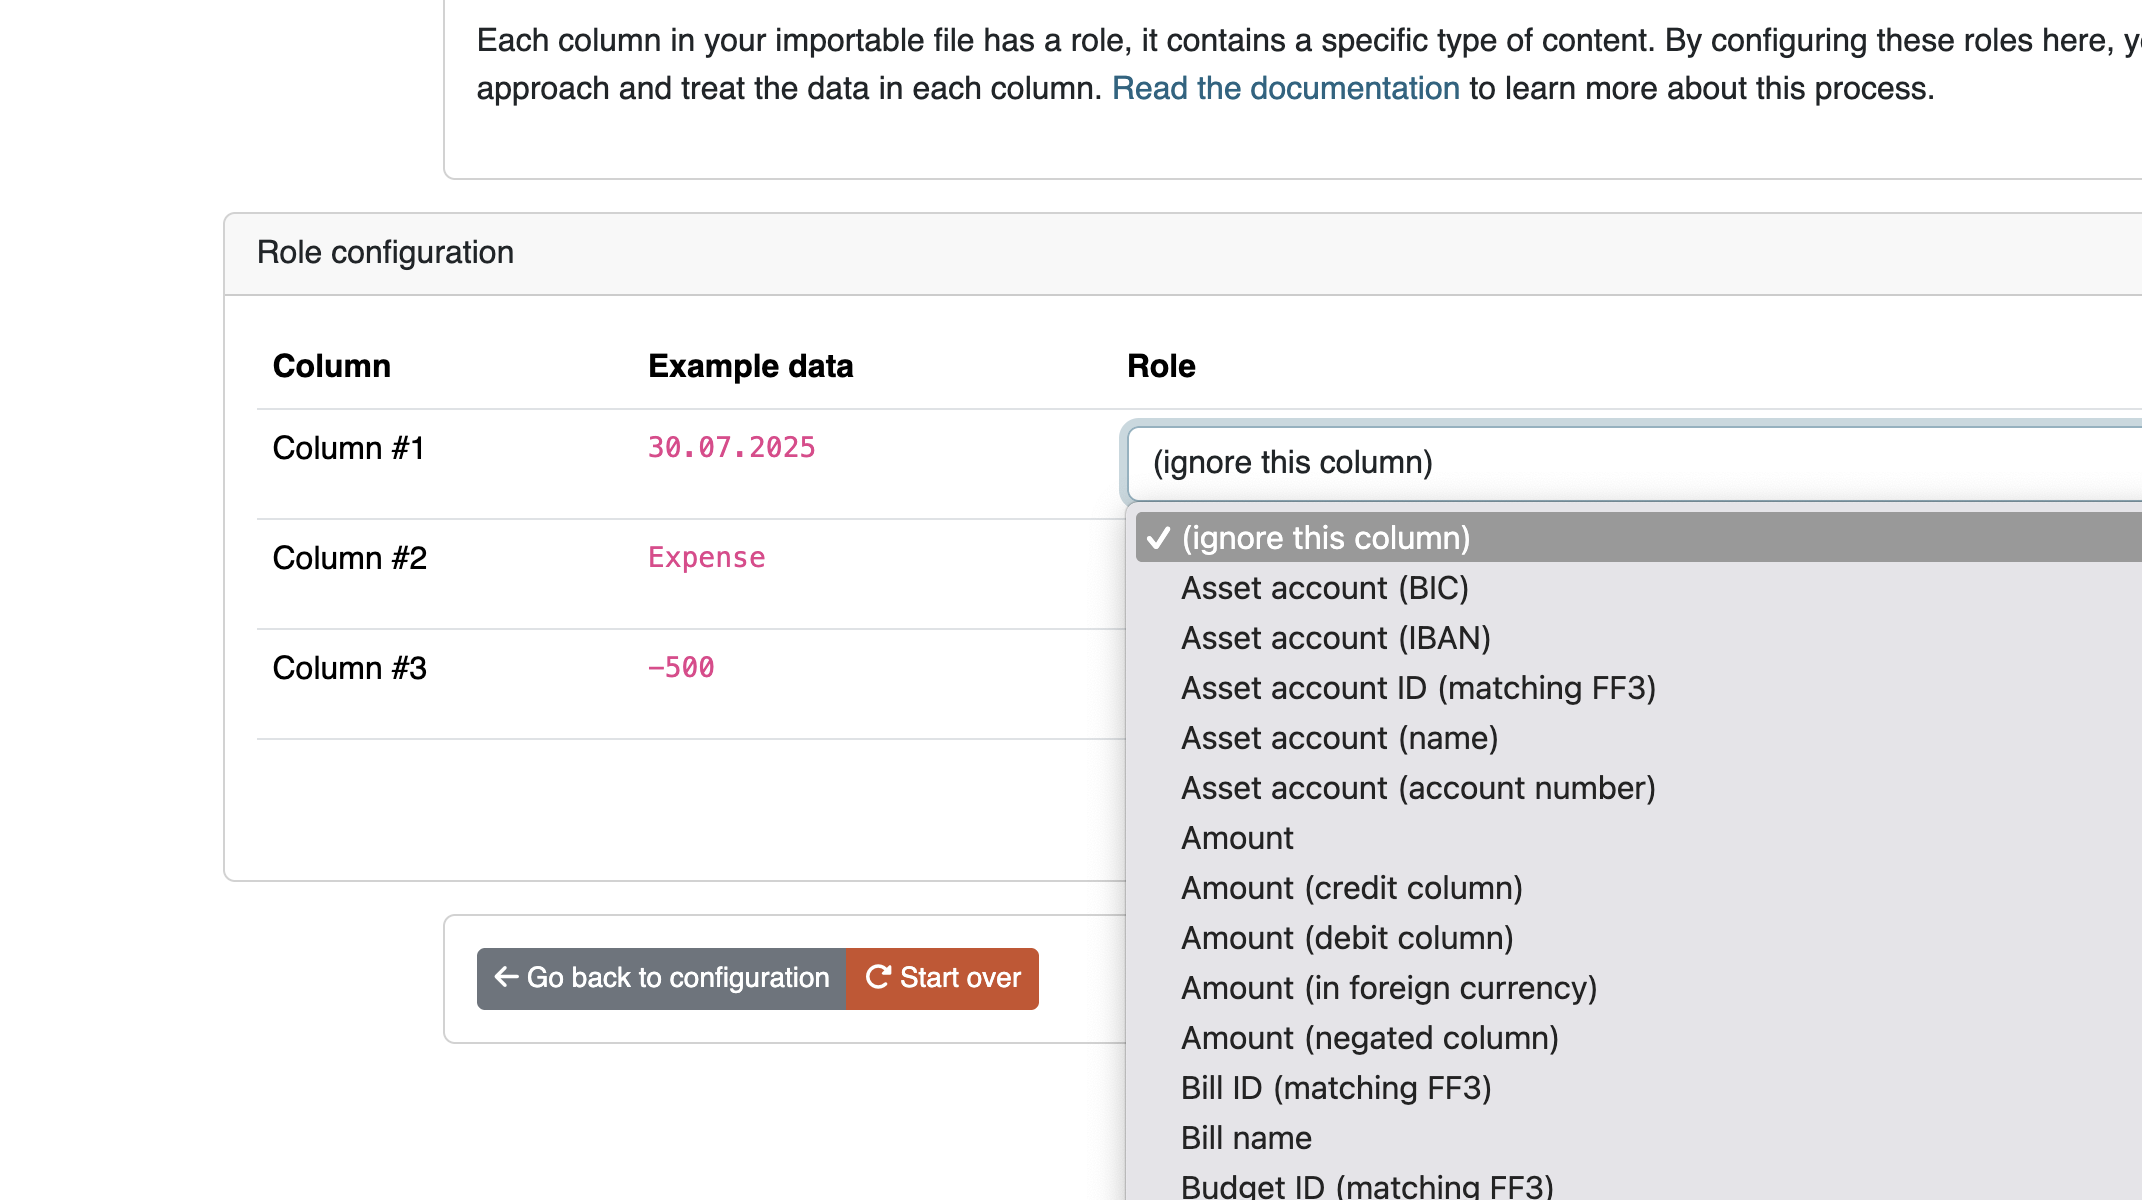 Each column in your importable file has a role, it contains a specific type of content. By configuring these roles here,
approach and treat the data in each column. Read the documentation to learn more about this process.
Role configuration
Column Example data Role
Column #1 30.07.2025 (ignore this column)
✓ (ignore this column)
Column #2 Expense
Asset account (BIC)
Asset account (IBAN)
Column #3 -500
Asset account ID (matching FF3)
Asset account (name)
Asset account (account number)
Amount
Amount (credit column)
Amount (debit column)
← Go back to configuration Start over
Amount (in foreign currency)
Amount (negated column)
Bill ID (matching FF3)
Bill name
Budget ID (matching FF3)